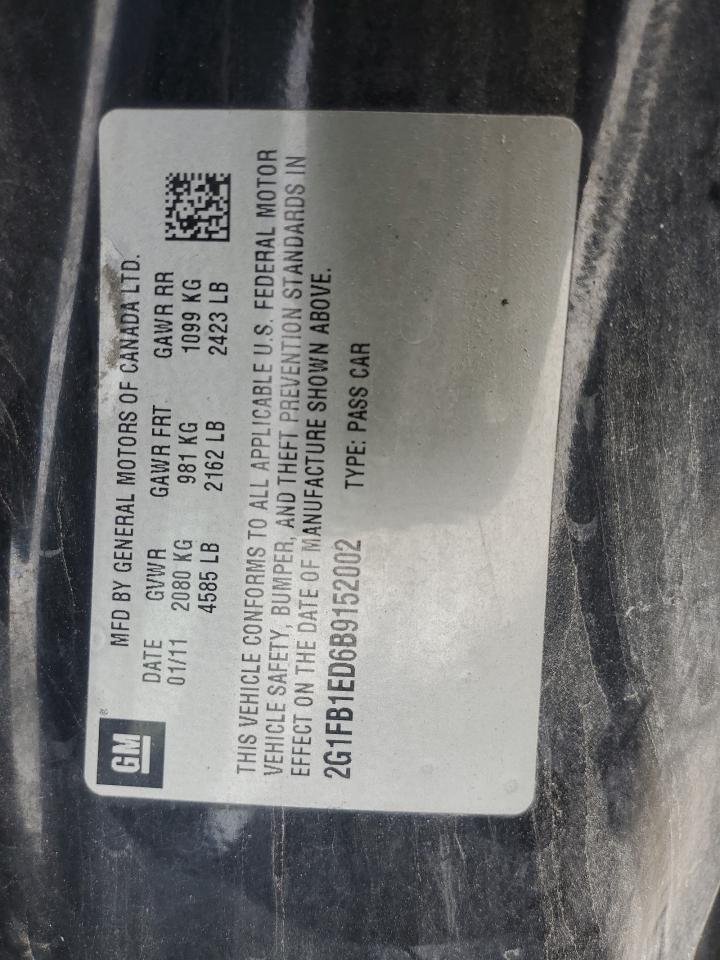 GM®
MFD BY GENERAL MOTORS OF CANADA LTD.
DATE GVWR GAWR FRT GAWR RR
01/11 2080 KG 981 KG 1099 KG
4585 LB 2162 LB 2423 LB
THIS VEHICLE CONFORMS TO ALL APPLICABLE U.S. FEDERAL MOTOR
VEHICLE SAFETY, BUMPER, AND THEFT PREVENTION STANDARDS IN
EFFECT ON THE DATE OF MANUFACTURE SHOWN ABOVE.
2G1FB1ED6B9152002 TYPE: PASS CAR